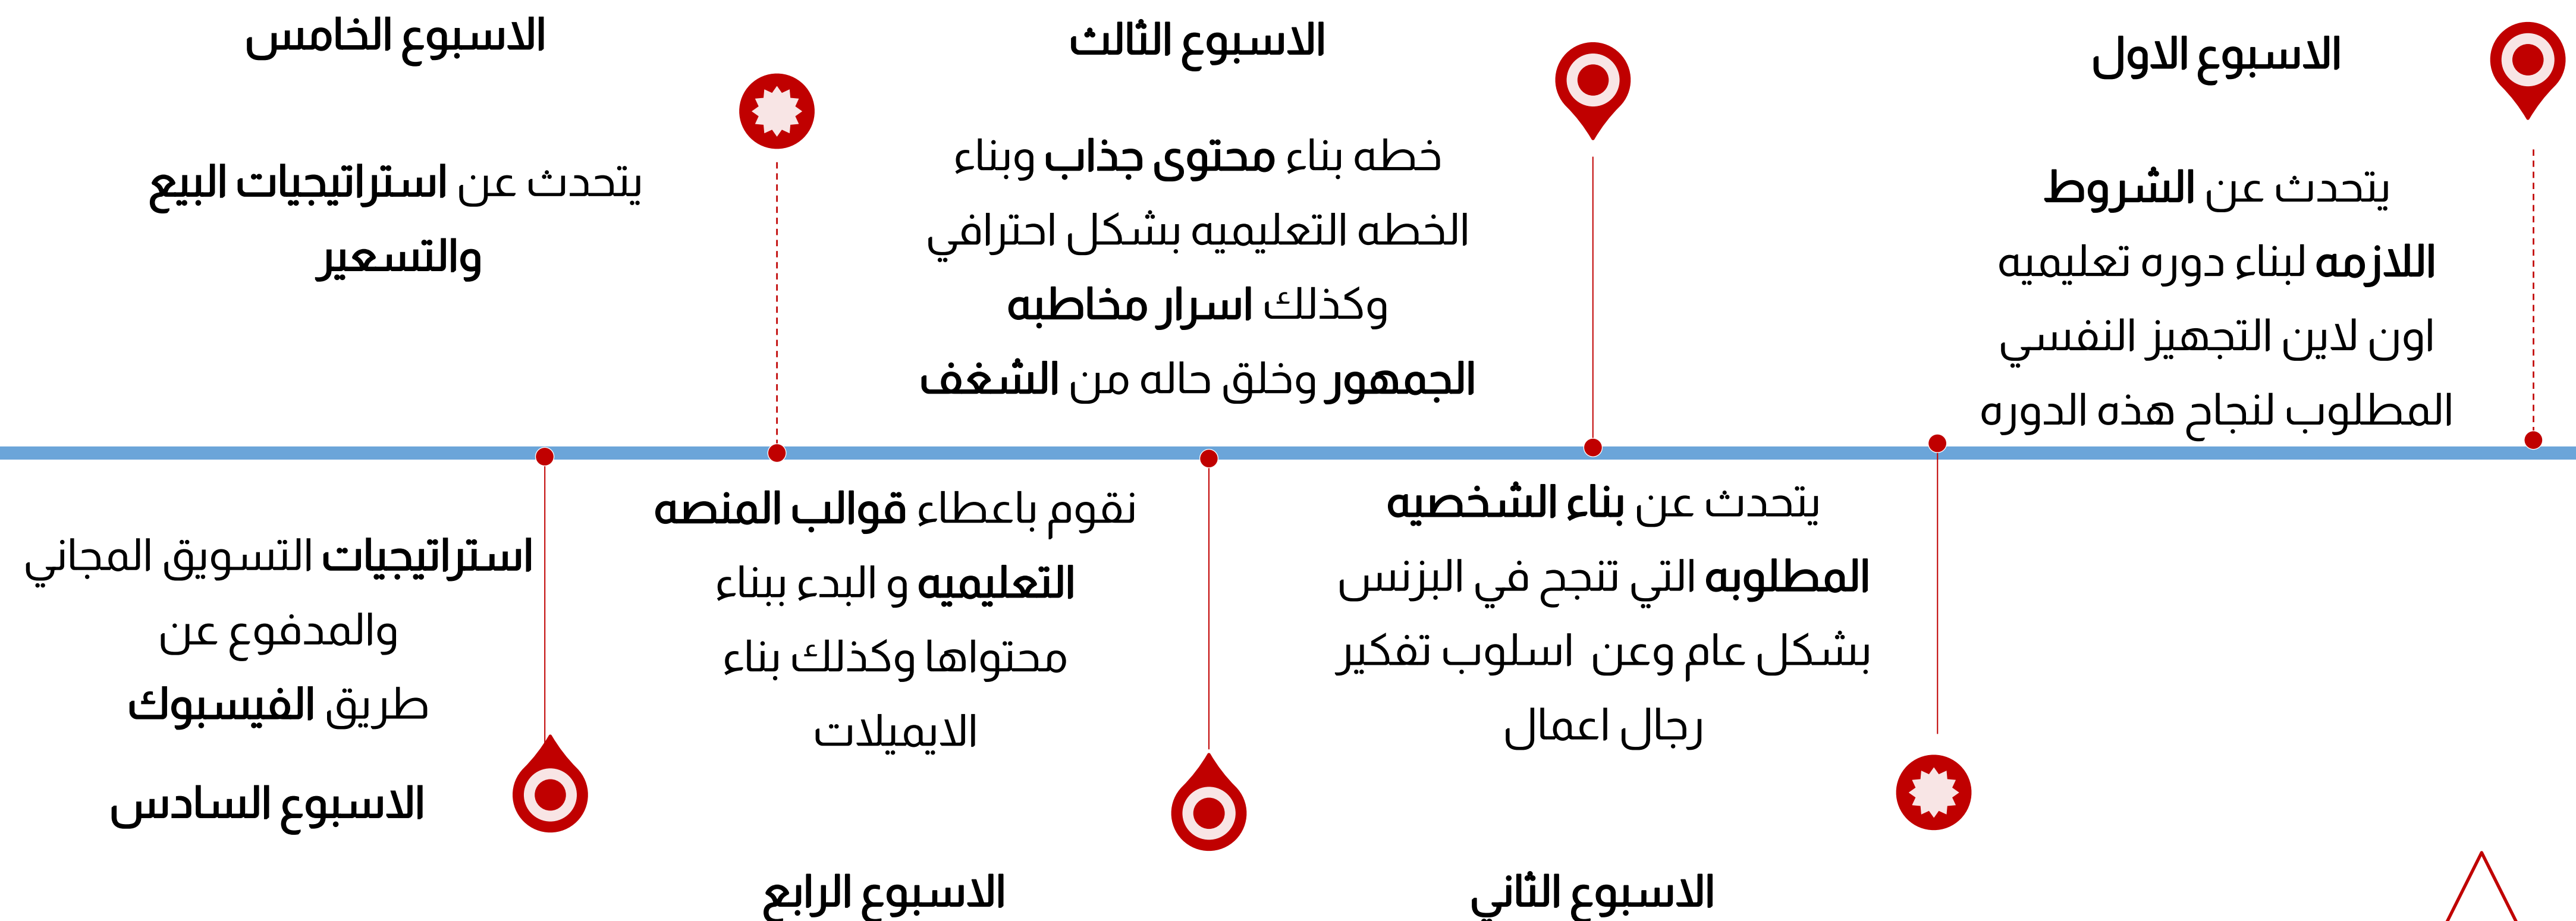 الاسبوع الاول
يتحدث عن الشروط
اللازمه لبناء دوره تعليميه
اون لاين التجهيز النفسي
المطلوب لنجاح هذه الدوره
يتحدث عن بناء الشخصيه
المطلوبه التي تنجح في البزنس
بشكل عام وعن اسلوب تفكير
رجال اعمال
الاسبوع الثاني
الاسبوع الثالث
خطه بناء محتوى جذاب وبناء
الخطه التعليميه بشكل احترافي
وكذلك اسرار مخاطبه
الجمهور وخلق حاله من الشغف
نقوم باعطاء قوالب المنصه
التعليميه و البدء ببناء
محتواها وكذلك بناء
الايميلات
الاسبوع الرابع
الاسبوع الخامس
يتحدث عن استراتيجيات البيع
والتسعير
استراتيجيات التسويق المجاني
والمدفوع عن
طريق الفيسبوك
الاسبوع السادس